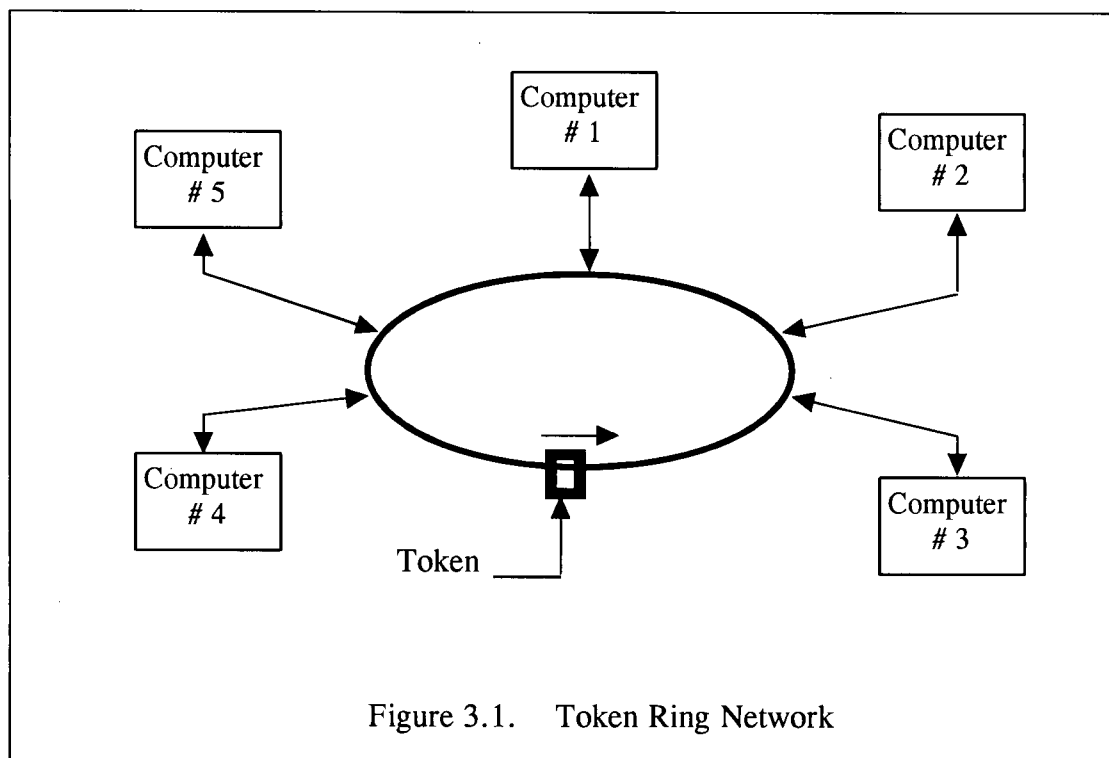 Computer
# 1
Computer
# 2
Computer
# 5
Computer
# 4
Computer
# 3
Token
Figure 3.1. Token Ring Network